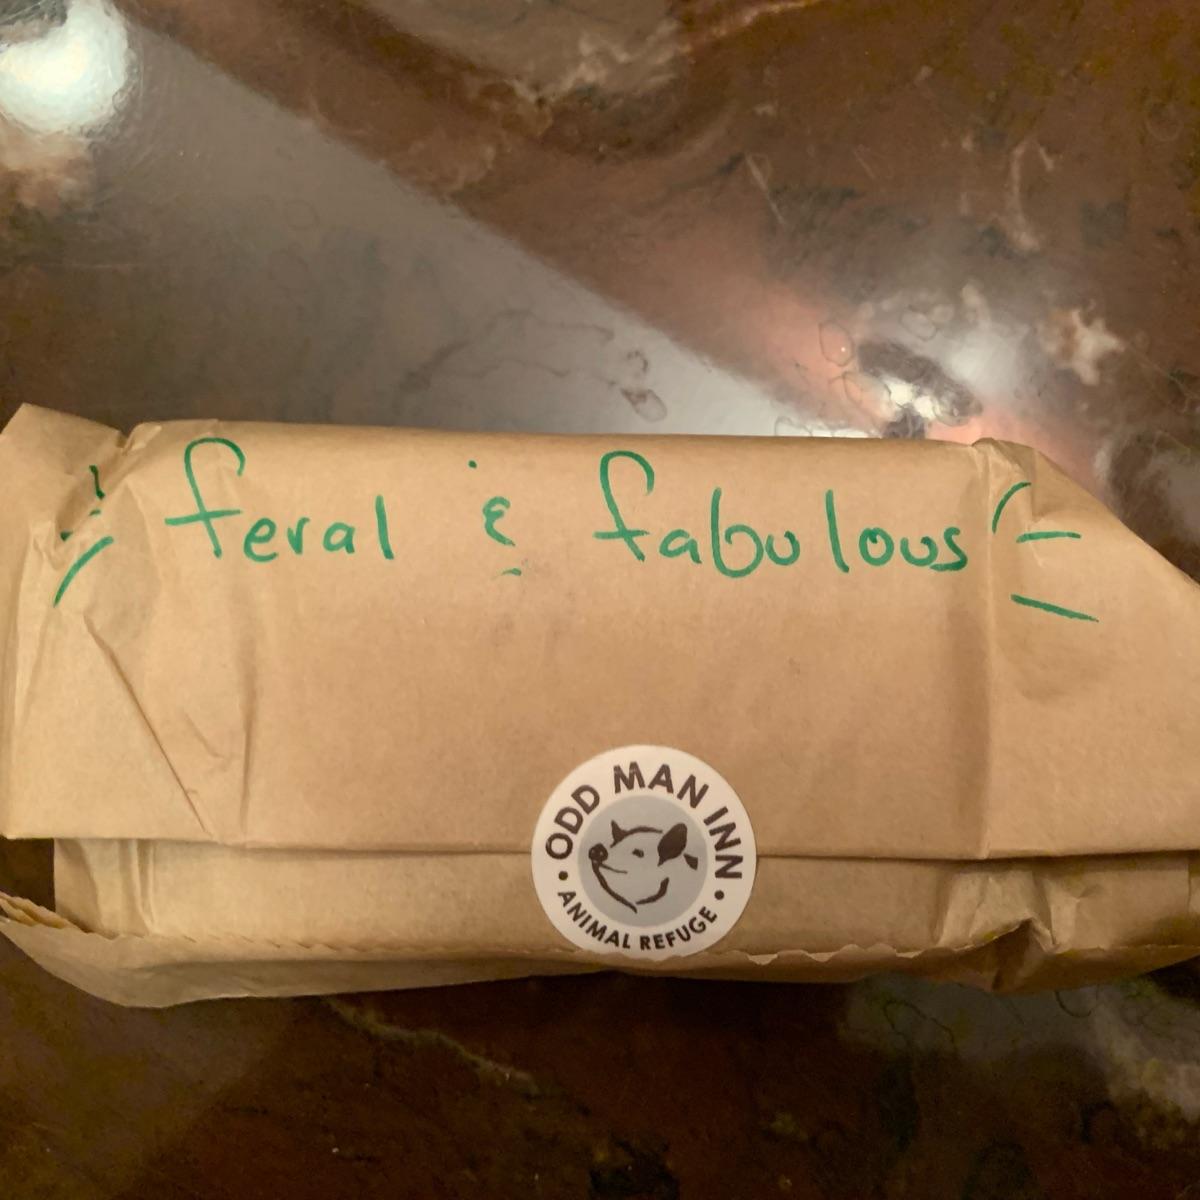 feral & fabulous
ODD MAN INN
• ANIMAL REFUGE •